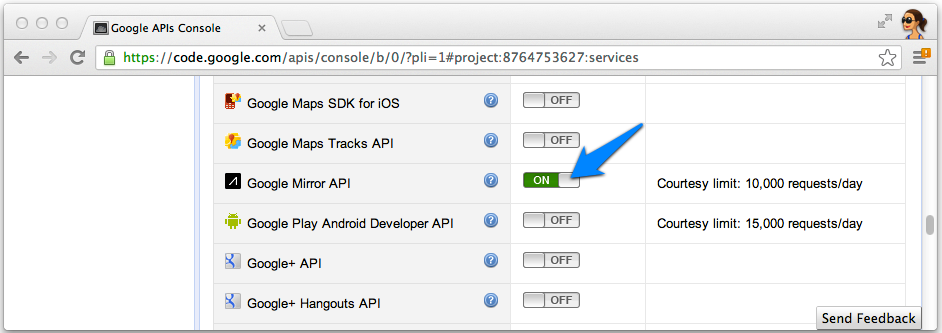 Google APIs Console
https://code.google.com/apis/console/b/0/?pli=1#project:8764753627:services
Google Maps SDK for iOS ? OFF
Google Maps Tracks API ? OFF
Google Mirror API ? ON Courtesy limit: 10,000 requests/day
Google Play Android Developer API ? OFF Courtesy limit: 15,000 requests/day
Google+ API ? OFF
Google+ Hangouts API ? OFF
Send Feedback